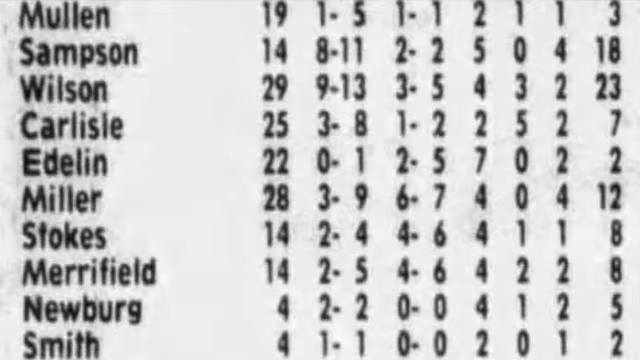 Mullen 19 1- 5 1- 1 2 1 1 3
Sampson 14 8-11 2- 2 5 0 4 18
Wilson 29 9-13 3- 5 4 3 2 23
Carlisle 25 3- 8 1- 2 2 5 2 7
Edelin 22 0- 1 2- 5 7 0 2 2
Miller 28 3- 9 6- 7 4 0 4 12
Stokes 14 2- 4 4- 6 4 1 1 8
Merrifield 14 2- 5 4- 6 4 2 2 8
Newburg 4 2- 2 0- 0 4 1 2 5
Smith 4 1- 1 0- 0 2 0 1 2